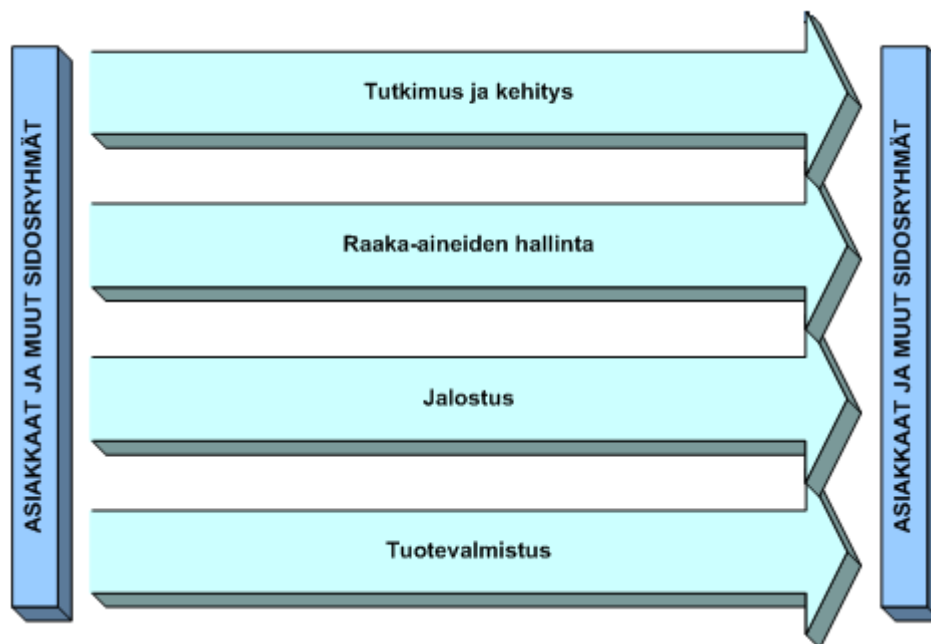 ASIAKKAAT JA MUUT SIDOSRYHMÄT
Tutkimus ja kehitys
Raaka-aineiden hallinta
Jalostus
Tuotevalmistus
ASIAKKAAT JA MUUT SIDOSRYHMÄT